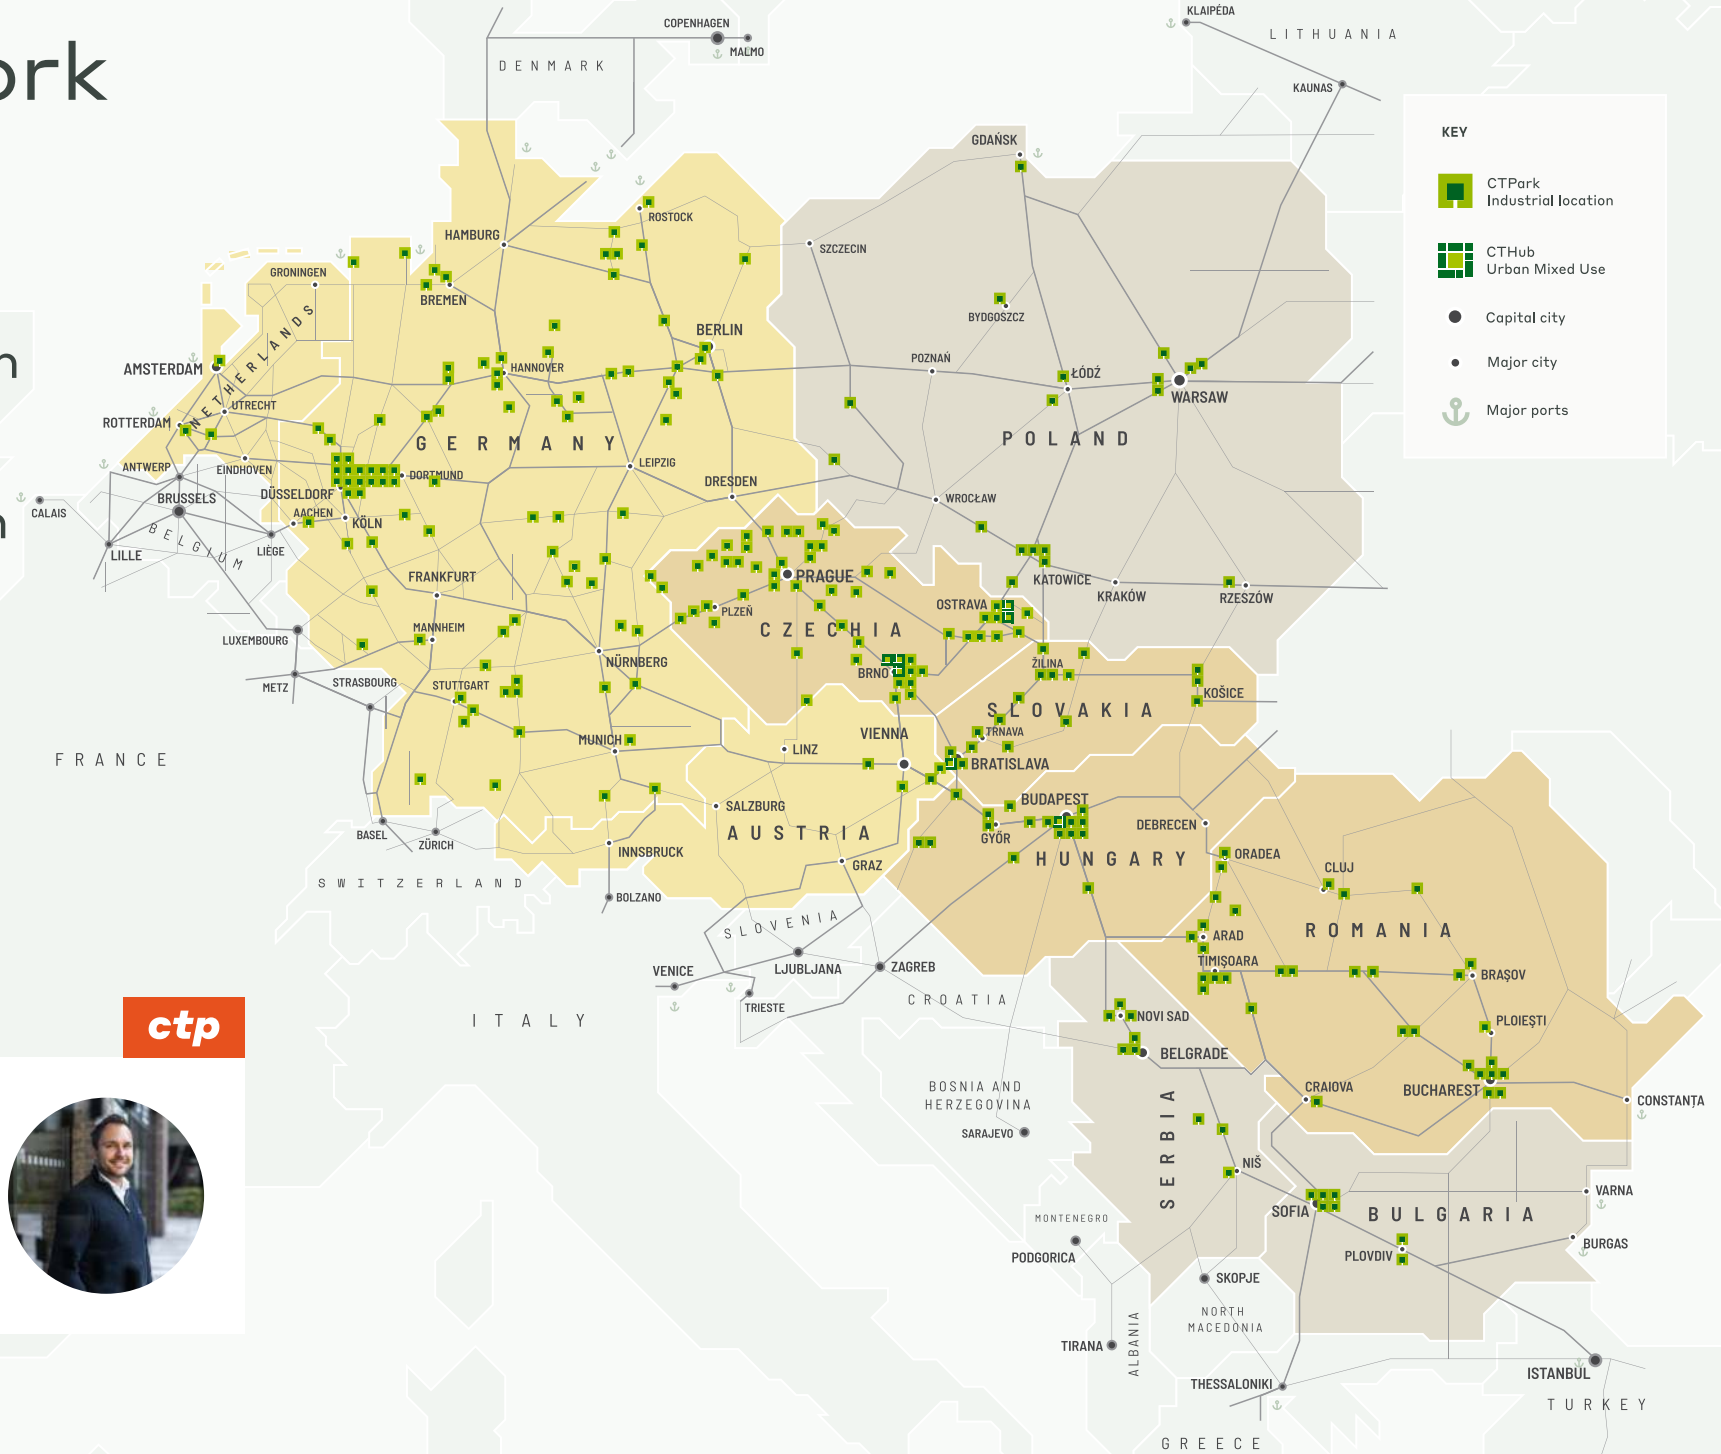 ork
n
n
COPENHAGEN
MALMO
DENMARK
KLAIPĖDA
LITHUANIA
KAUNAS
KEY
CTPark
Industrial location
CTHub
Urban Mixed Use
Capital city
Major city
Major ports
GDAŃSK
ROSTOCK
HAMBURG
SZCZECIN
GRONINGEN
BREMEN
BYDGOSZCZ
NETHERLANDS
BERLIN
AMSTERDAM
HANNOVER
POZNAŃ
ŁÓDŹ
WARSAW
UTRECHT
ROTTERDAM
GERMANY
POLAND
ANTWERP
EINDHOVEN
DORTMUND
LEIPZIG
DRESDEN
BRUSSELS
DÜSSELDORF
WROCŁAW
CALAIS
AACHEN
KÖLN
BELGIUM
LILLE
LIÈGE
FRANKFURT
PRAGUE
KATOWICE
KRAKÓW
RZESZÓW
PLZEŇ
OSTRAVA
LUXEMBOURG
MANNHEIM
CZECHIA
NÜRNBERG
ŽILINA
BRNO
METZ
STRASBOURG
STUTTGART
KOŠICE
SLOVAKIA
FRANCE
MUNICH
LINZ
VIENNA
TRNAVA
BRATISLAVA
SALZBURG
BUDAPEST
BASEL
ZÜRICH
AUSTRIA
GYŐR
DEBRECEN
INNSBRUCK
GRAZ
HUNGARY
ORADEA
CLUJ
SWITZERLAND
BOLZANO
SLOVENIA
ROMANIA
ARAD
VENICE
LJUBLJANA
ZAGREB
TIMIȘOARA
BRAȘOV
TRIESTE
CROATIA
ITALY
ctp
NOVI SAD
PLOIEȘTI
BELGRADE
BOSNIA AND
HERZEGOVINA
CRAIOVA
BUCHAREST
CONSTANȚA
SARAJEVO
SERBIA
NIŠ
VARNA
MONTENEGRO
SOFIA
BULGARIA
PODGORICA
PLOVDIV
BURGAS
SKOPJE
NORTH
MACEDONIA
TIRANA
ALBANIA
THESSALONIKI
ISTANBUL
TURKEY
GREECE